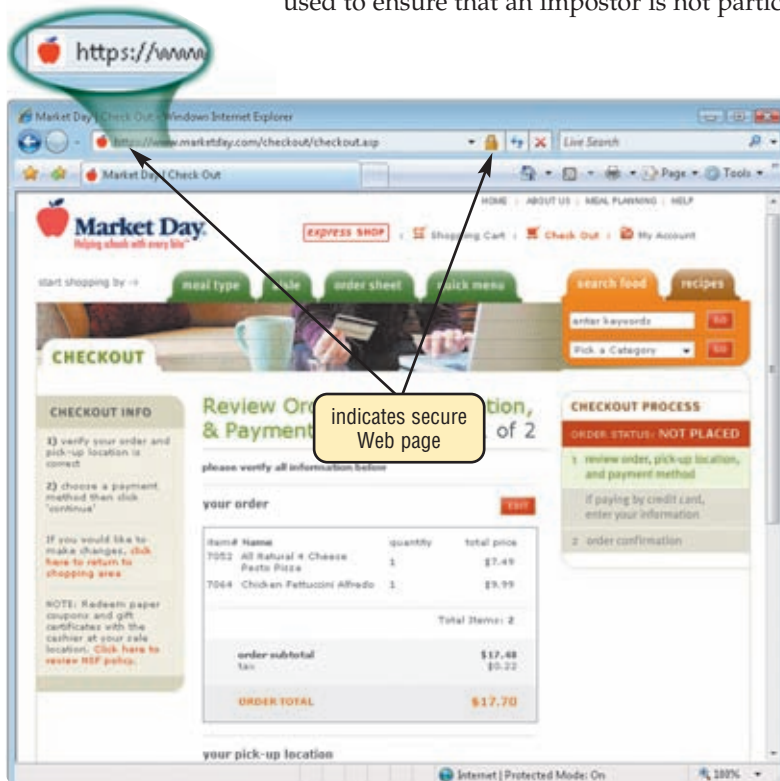 used to ensure that an impostor is not partic
https://www
Market Day | Check Out - Windows Internet Explorer
https://www.marketday.com/checkout/checkout.asp
Live Search
Market Day | Check Out
Page
Tools
HOME | ABOUT US | MEAL PLANNING | HELP
Market Day.
Helping schools with every bite™
express SHOP
Shopping Cart
Check Out
My Account
start shopping by
meal type
aisle
order sheet
quick menu
search food
recipes
enter keywords
GO
Pick a Category
GO
CHECKOUT
CHECKOUT INFO
1) verify your order and
pick-up location is
correct
2) choose a payment
method then click
'continue'
If you would like to
make changes, click
here to return to
shopping area
NOTE: Redeem paper
coupons and gift
certificates with the
cashier at your sale
location. Click here to
review NSF policy.
Review Or tion,
& Payment of 2
indicates secure
Web page
please verify all information below
your order
EDIT
item# Name quantity total price
7052 All Natural 4 Cheese
Pesto Pizza 1 $7.49
7064 Chicken Fettuccini Alfredo 1 $9.99
Total Items: 2
order subtotal $17.48
tax $0.22
ORDER TOTAL $17.70
your pick-up location
CHECKOUT PROCESS
ORDER STATUS: NOT PLACED
1 review order, pick-up location,
and payment method
if paying by credit card,
enter your information
2 order confirmation
Internet | Protected Mode: On
100%